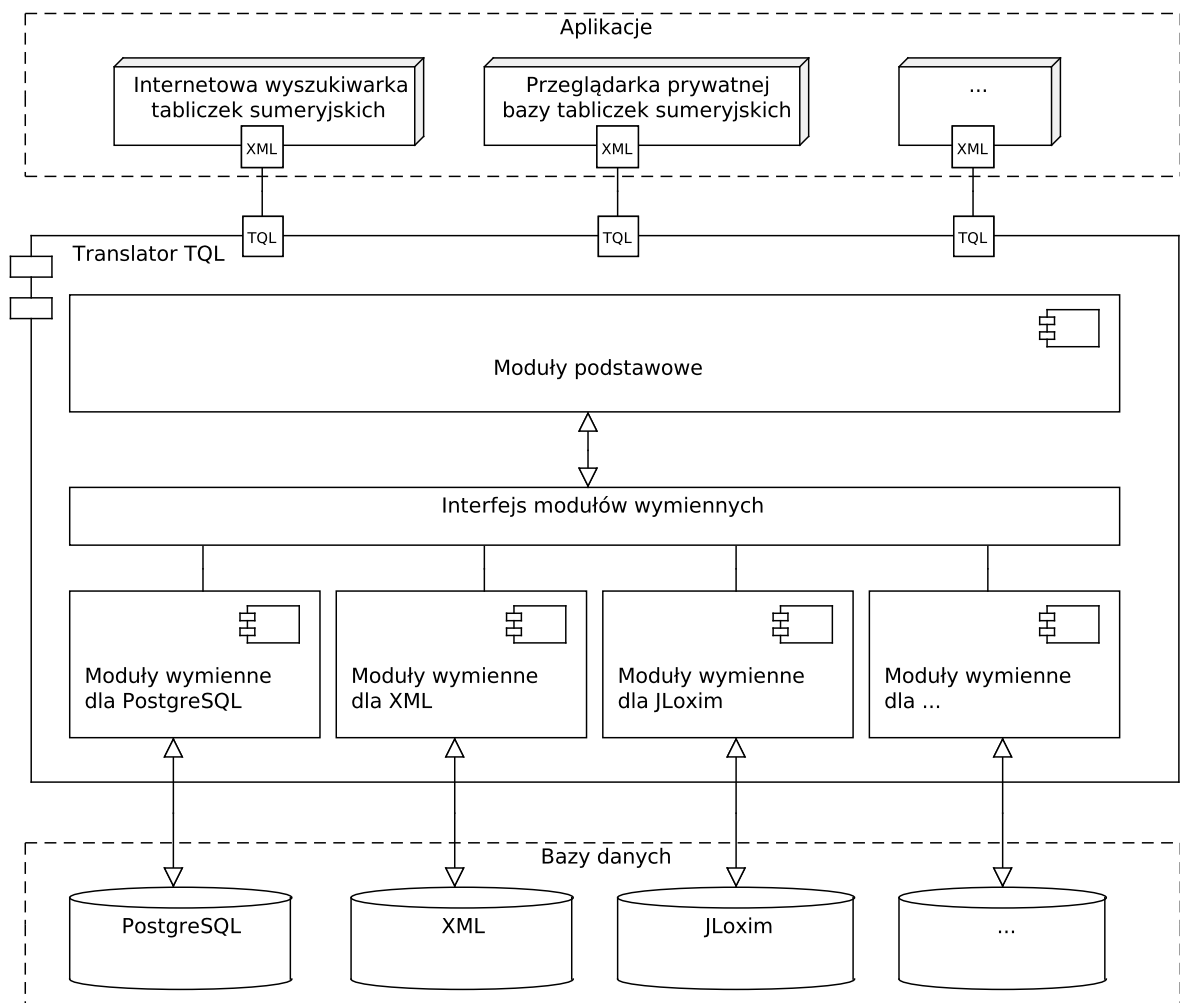 Aplikacje
Internetowa wyszukiwarka
tabliczek sumeryjskich
Przeglądarka prywatnej
bazy tabliczek sumeryjskich
...
XML
XML
XML
TQL
TQL
TQL
Translator TQL
Moduły podstawowe
Interfejs modułów wymiennych
Moduły wymienne
dla PostgreSQL
Moduły wymienne
dla XML
Moduły wymienne
dla JLoxim
Moduły wymienne
dla ...
Bazy danych
PostgreSQL
XML
JLoxim
...